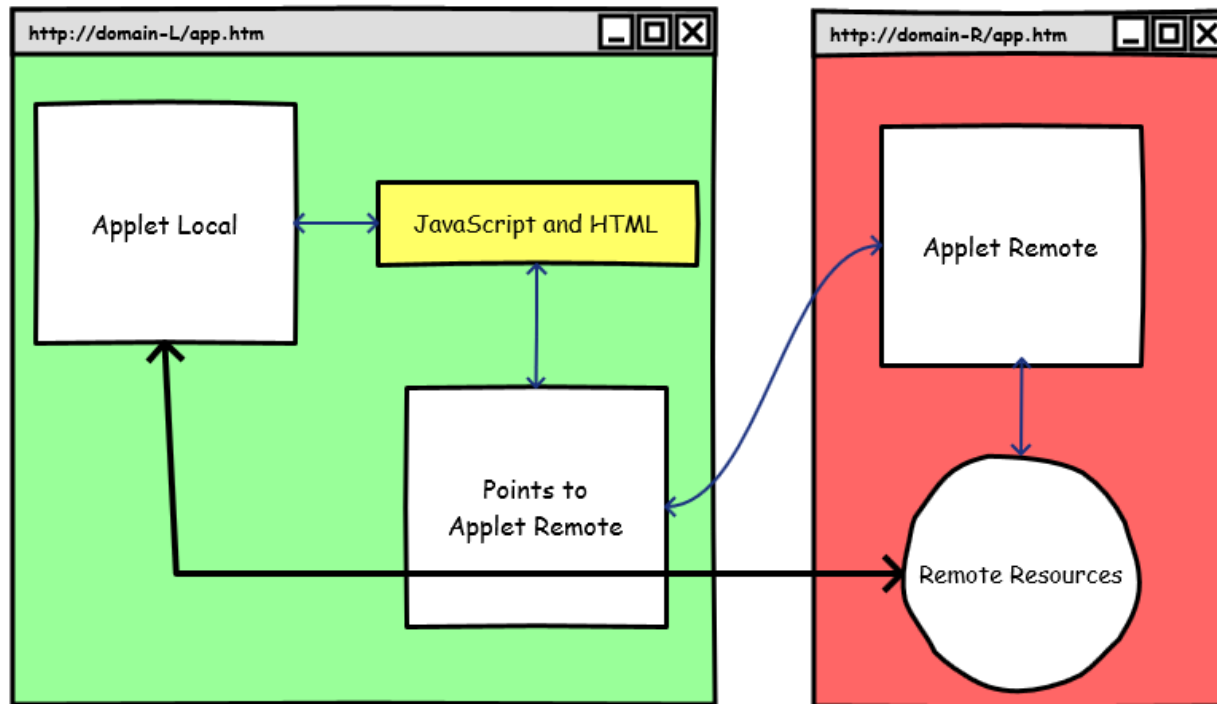 http://domain-L/app.htm
http://domain-R/app.htm
Applet Local
JavaScript and HTML
Applet Remote
Points to
Applet Remote
Remote Resources